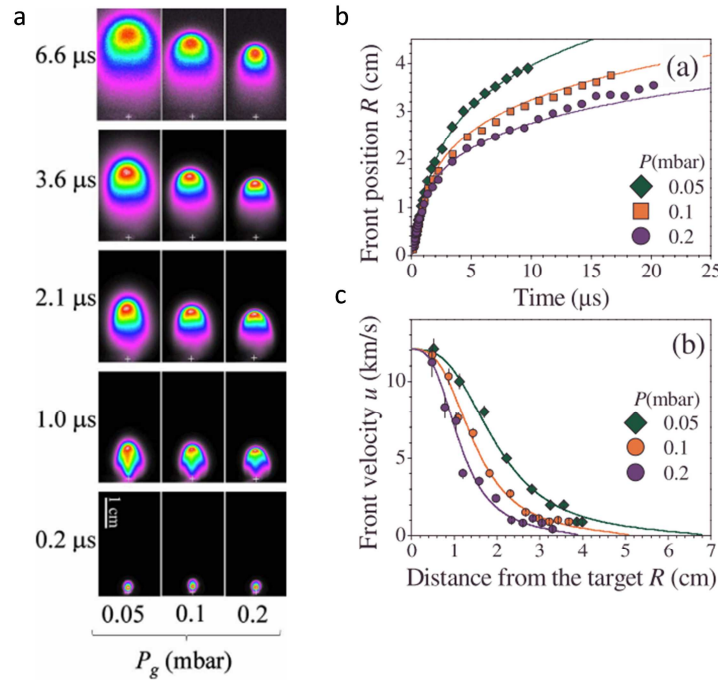 a
6.6 μs
3.6 μs
2.1 μs
1.0 μs
1 cm
0.2 μs
0.05 0.1 0.2
P_g (mbar)
b
(a)
Front position R (cm)
4
3
2
1
0
P(mbar)
0.05
0.1
0.2
0 5 10 15 20 25
Time (μs)
c
(b)
Front velocity u (km/s)
10
5
0
P(mbar)
0.05
0.1
0.2
0 1 2 3 4 5 6 7
Distance from the target R (cm)